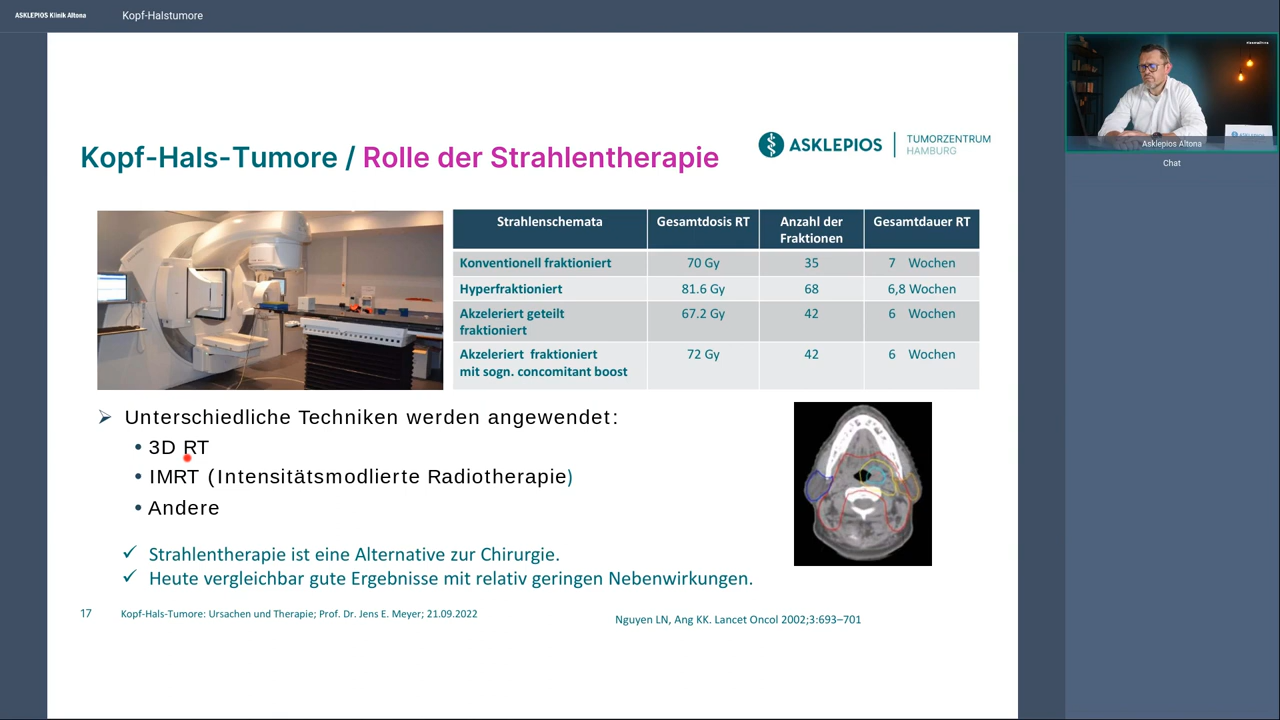 ASKLEPIOS Klinik Altona
Kopf-Halstumore
Kopf-Hals-Tumore / Rolle der Strahlentherapie
ASKLEPIOS
TUMORZENTRUM
HAMBURG
Strahlenschemata Gesamtdosis RT Anzahl der Fraktionen Gesamtdauer RT
Konventionell fraktioniert 70 Gy 35 7 Wochen
Hyperfraktioniert 81.6 Gy 68 6,8 Wochen
Akzeleriert geteilt 67.2 Gy 42 6 Wochen
fraktioniert
Akzeleriert fraktioniert 72 Gy 42 6 Wochen
mit sogn. concomitant boost
➢ Unterschiedliche Techniken werden angewendet:
• 3D RT
• IMRT (Intensitätsmodlierte Radiotherapie)
• Andere
✓ Strahlentherapie ist eine Alternative zur Chirurgie.
✓ Heute vergleichbar gute Ergebnisse mit relativ geringen Nebenwirkungen.
17 Kopf-Hals-Tumore: Ursachen und Therapie; Prof. Dr. Jens E. Meyer; 21.09.2022
Nguyen LN, Ang KK. Lancet Oncol 2002;3:693–701
Asklepios Altona
Chat